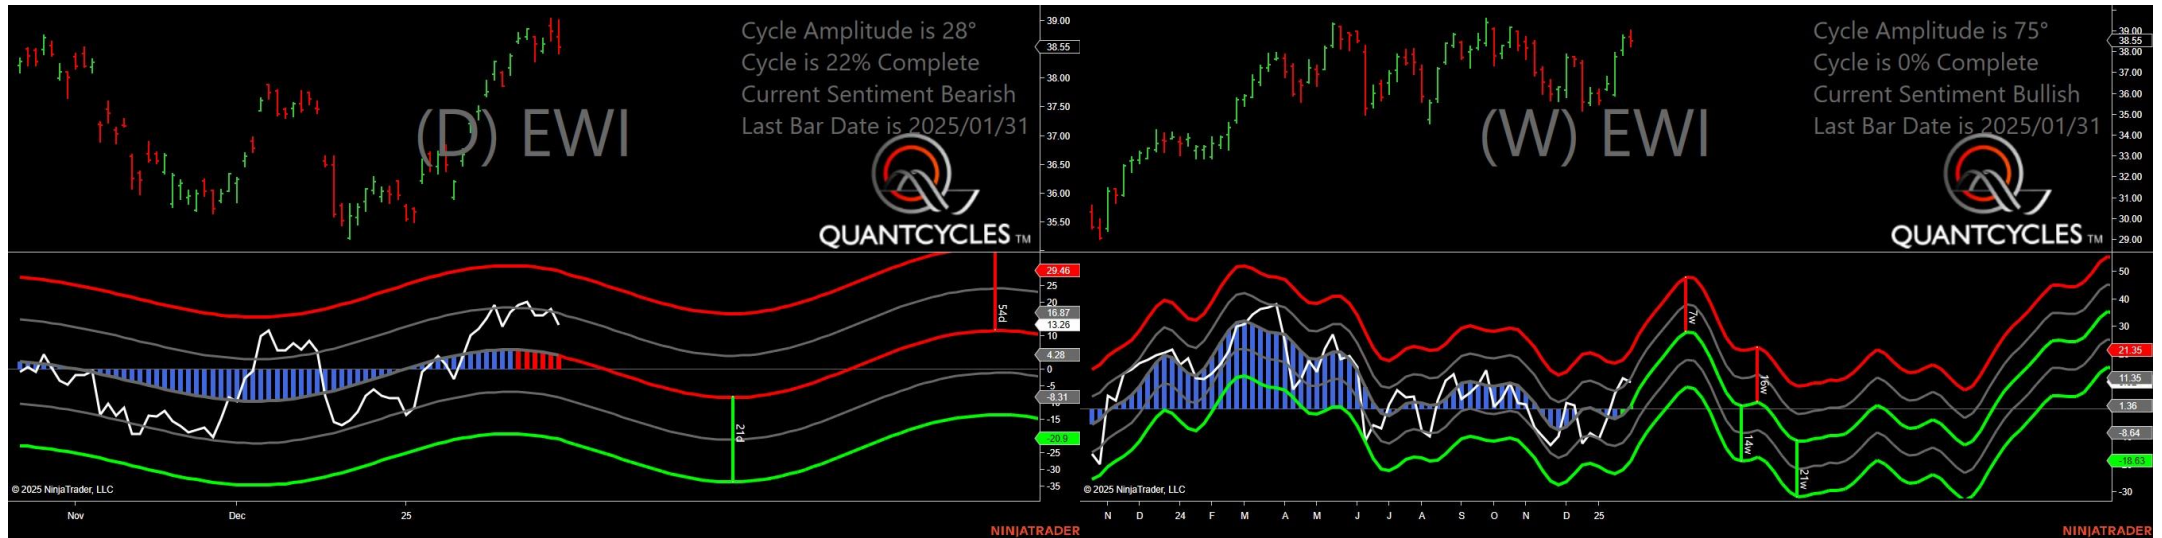 Cycle Amplitude is 28°
Cycle is 22% Complete
Current Sentiment Bearish
Last Bar Date is 2025/01/31
(D) EWI
QUANTCYCLES TM
39.00
38.55
38.00
37.50
37.00
36.50
36.00
35.50
29.46
25
20
16.87
13.26
10
4.28
0
-5
-8.31
-15
-20.9
-25
-30
-35
54d
21d
© 2025 NinjaTrader, LLC
Nov
Dec
25
NINJATRADER
Cycle Amplitude is 75°
Cycle is 0% Complete
Current Sentiment Bullish
Last Bar Date is 2025/01/31
(W) EWI
QUANTCYCLES TM
39.00
38.55
38.00
37.00
36.00
35.00
34.00
33.00
32.00
31.00
30.00
29.00
50
40
30
21.35
11.35
1.36
-8.64
-18.63
-30
7w
16w
14w
21w
© 2025 NinjaTrader, LLC
N D 24 F M A M J J A S O N D 25
NINJATRADER